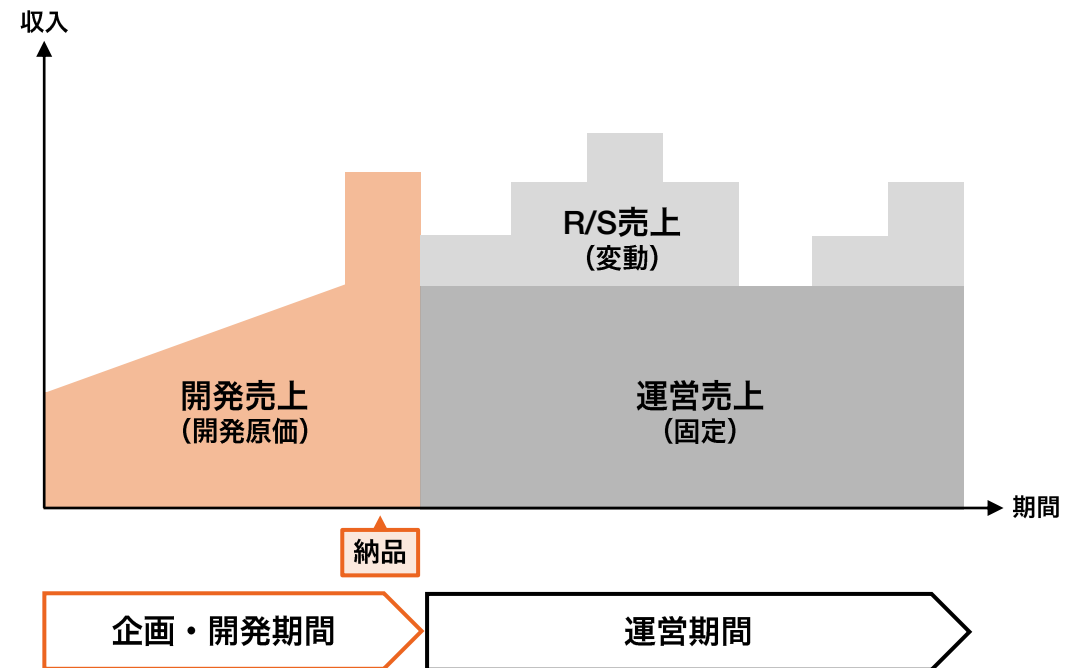 収入
R/S売上
（変動）
開発売上
（開発原価）
運営売上
（固定）
期間
納品
企画・開発期間
運営期間